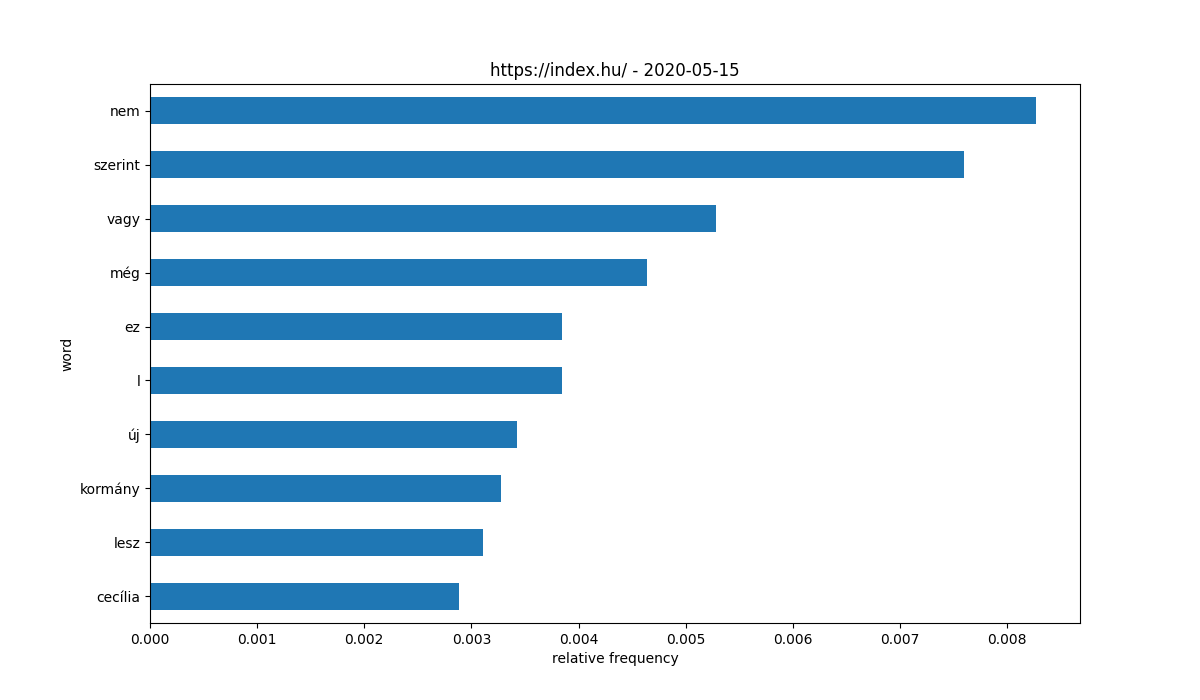 https://index.hu/ - 2020-05-15
word
nem
szerint
vagy
még
ez
l
új
kormány
lesz
cecília
0.000 0.001 0.002 0.003 0.004 0.005 0.006 0.007 0.008
relative frequency